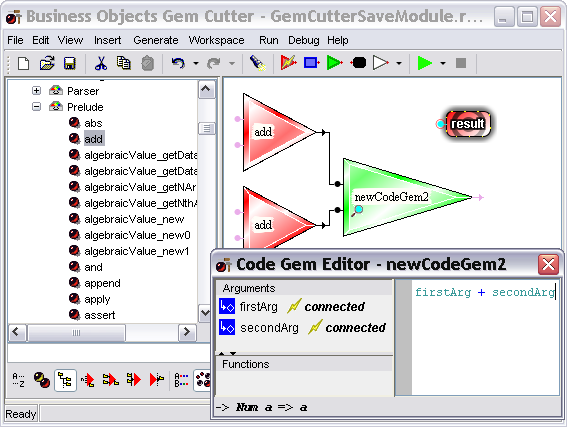 Business Objects Gem Cutter - GemCutterSaveModule.r...
File Edit View Insert Generate Workspace Run Debug Help
Parser
Prelude
abs
add
algebraicValue_getData
algebraicValue_getData
algebraicValue_getNAr
algebraicValue_getNthA
algebraicValue_new
algebraicValue_new0
algebraicValue_new1
and
append
apply
assert
add
result
newCodeGem2
add
Code Gem Editor - newCodeGem2
Arguments
firstArg connected
secondArg connected
firstArg + secondArg
Functions
-> Num a => a
A...
...Z
A...
B...
Ready